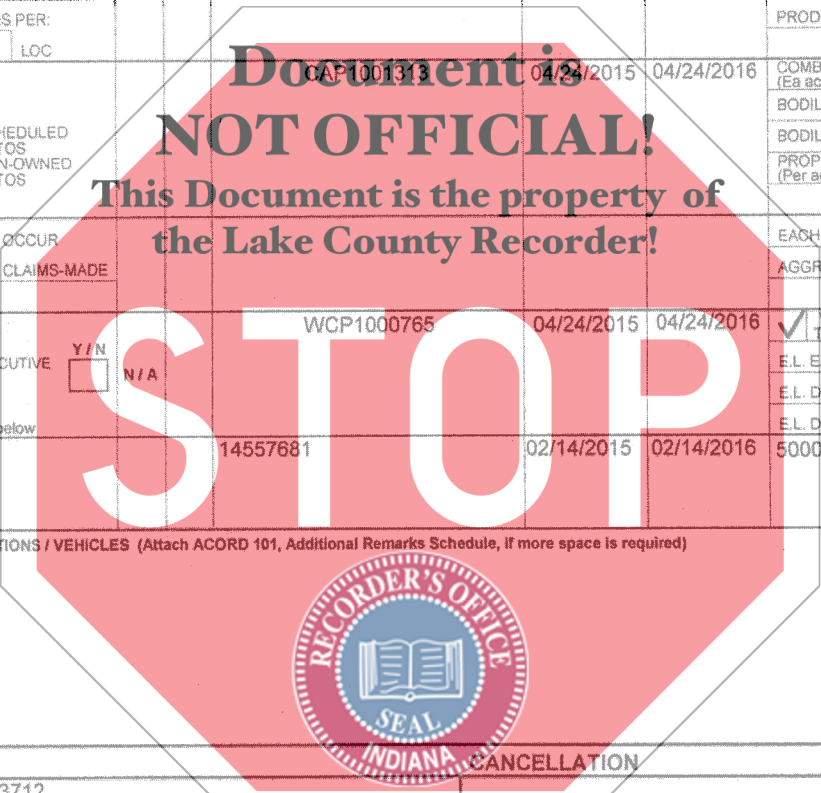 S PER:
PROD
LOC
Document is
CAP1001313 04/24/2015 04/24/2016
COMB
(Ea ac
NOT OFFICIAL!
BODIL
HEDULED
TOS
BODIL
N-OWNED
TOS
PROP
(Per a
This Document is the property of
the Lake County Recorder!
OCCUR
EACH
CLAIMS-MADE
AGGR
STOP
WCP1000765 04/24/2015 04/24/2016
CUTIVE
Y / N
N / A
E.L. E
E.L. D
below
E.L. D
14557681 02/14/2015 02/14/2016 5000
TIONS / VEHICLES (Attach ACORD 101, Additional Remarks Schedule, if more space is required)
RECORDER'S OFFICE
SEAL
INDIANA
CANCELLATION
3712